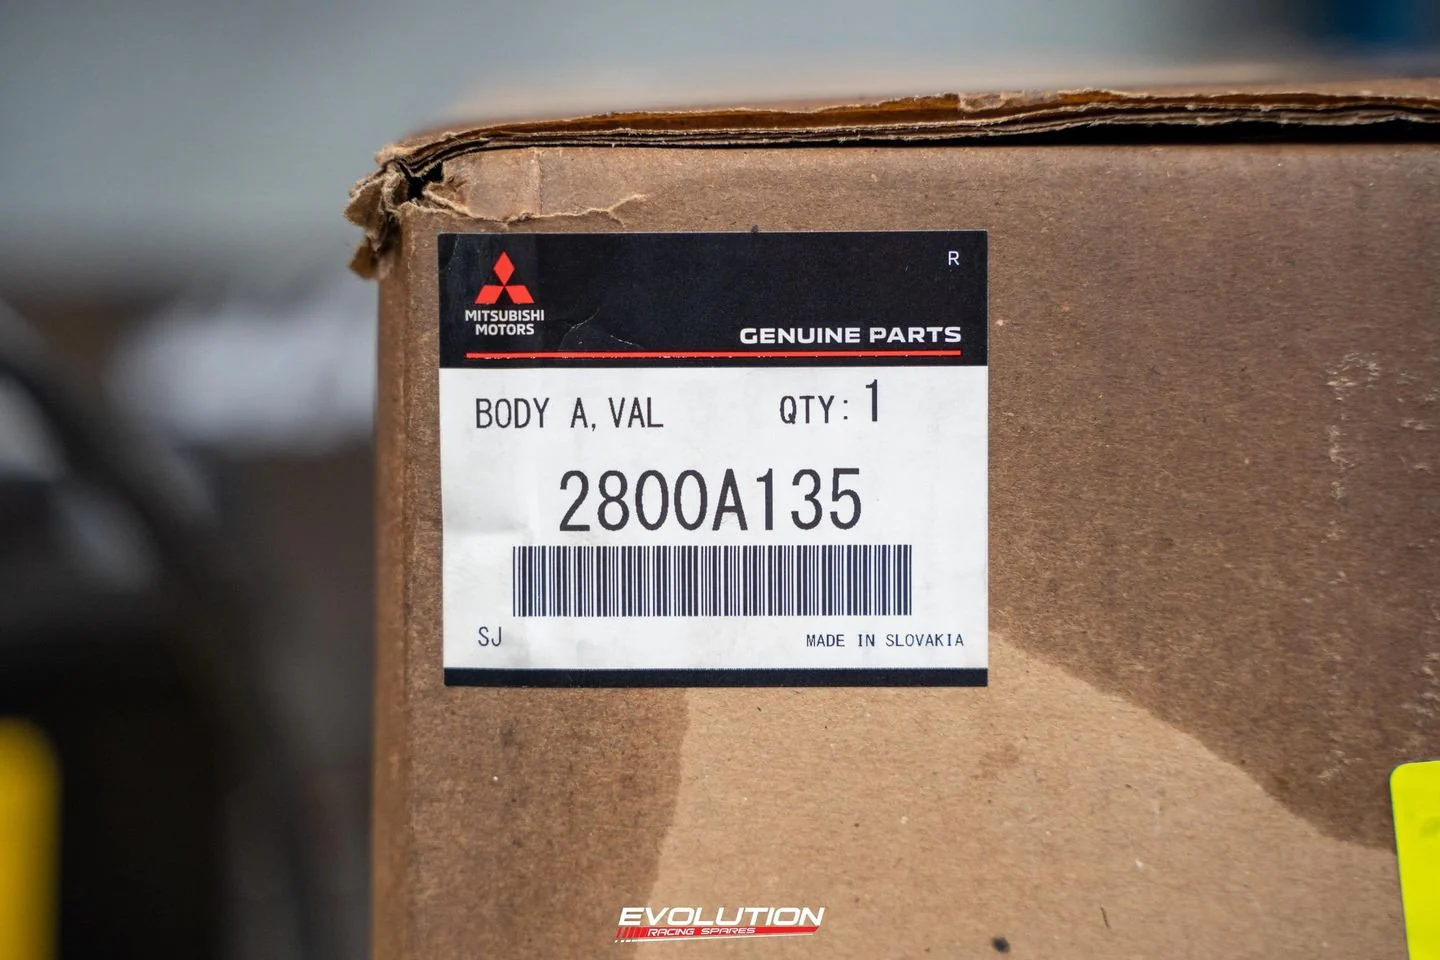 R
MITSUBISHI
MOTORS
GENUINE PARTS
BODY A, VAL QTY: 1
2800A135
SJ MADE IN SLOVAKIA
EVOLUTION
RACING SPARES